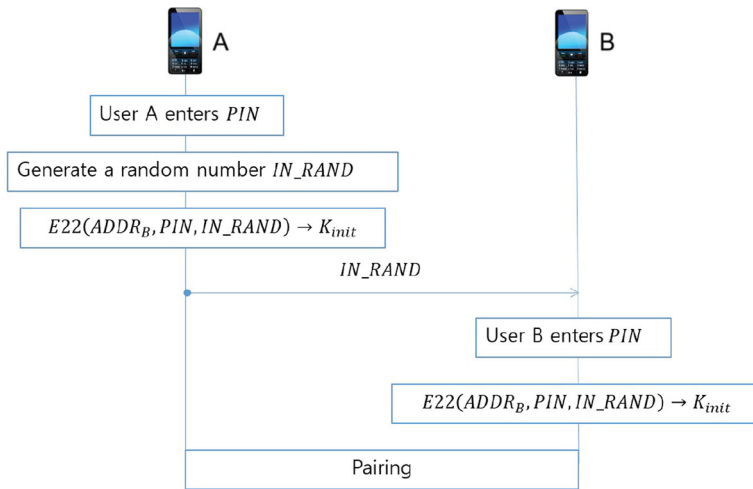 A
B
User A enters PIN
Generate a random number IN_RAND
E22(ADDR_B, PIN, IN_RAND) → K_init
IN_RAND
User B enters PIN
E22(ADDR_B, PIN, IN_RAND) → K_init
Pairing